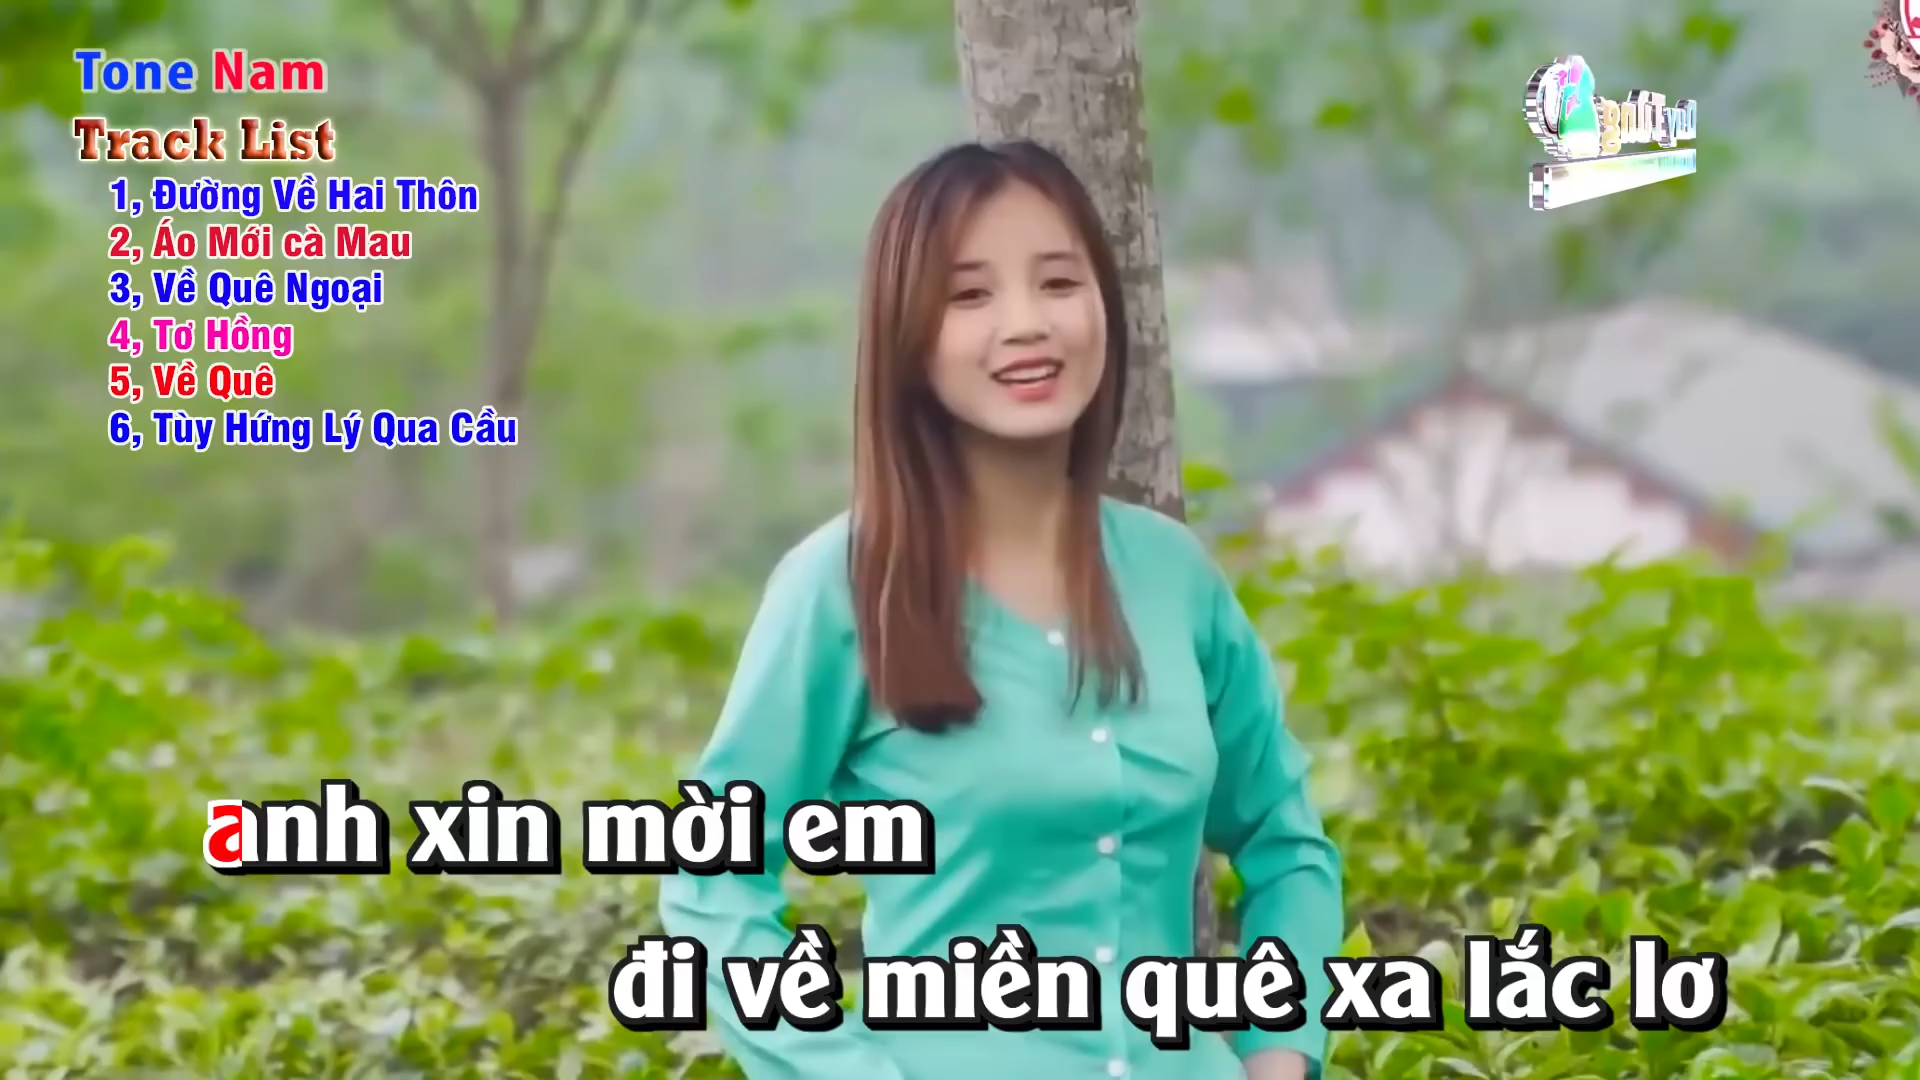 Tone Nam
Track List
1, Đường Về Hai Thôn
2, Áo Mới cà Mau
3, Về Quê Ngoại
4, Tơ Hồng
5, Về Quê
6, Tùy Hứng Lý Qua Cầu
anh xin mời em
đi về miền quê xa lắc lơ